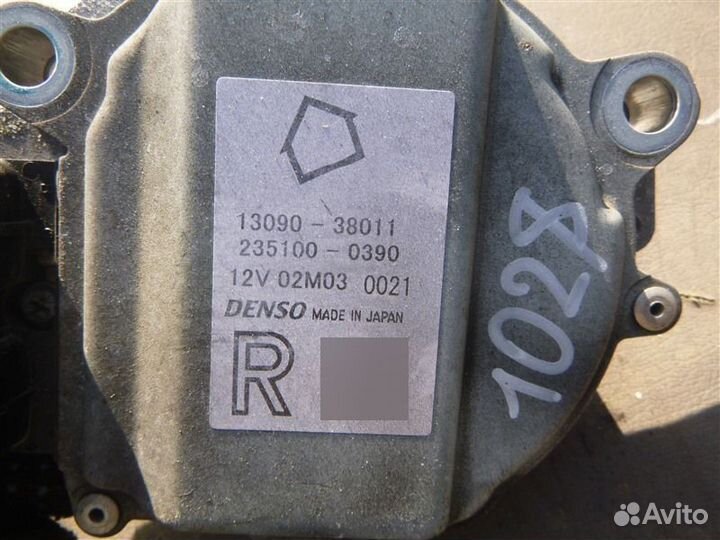 13090-38011
235100-0390
12V 02M03 0021
DENSO MADE IN JAPAN
R
1028
Avito